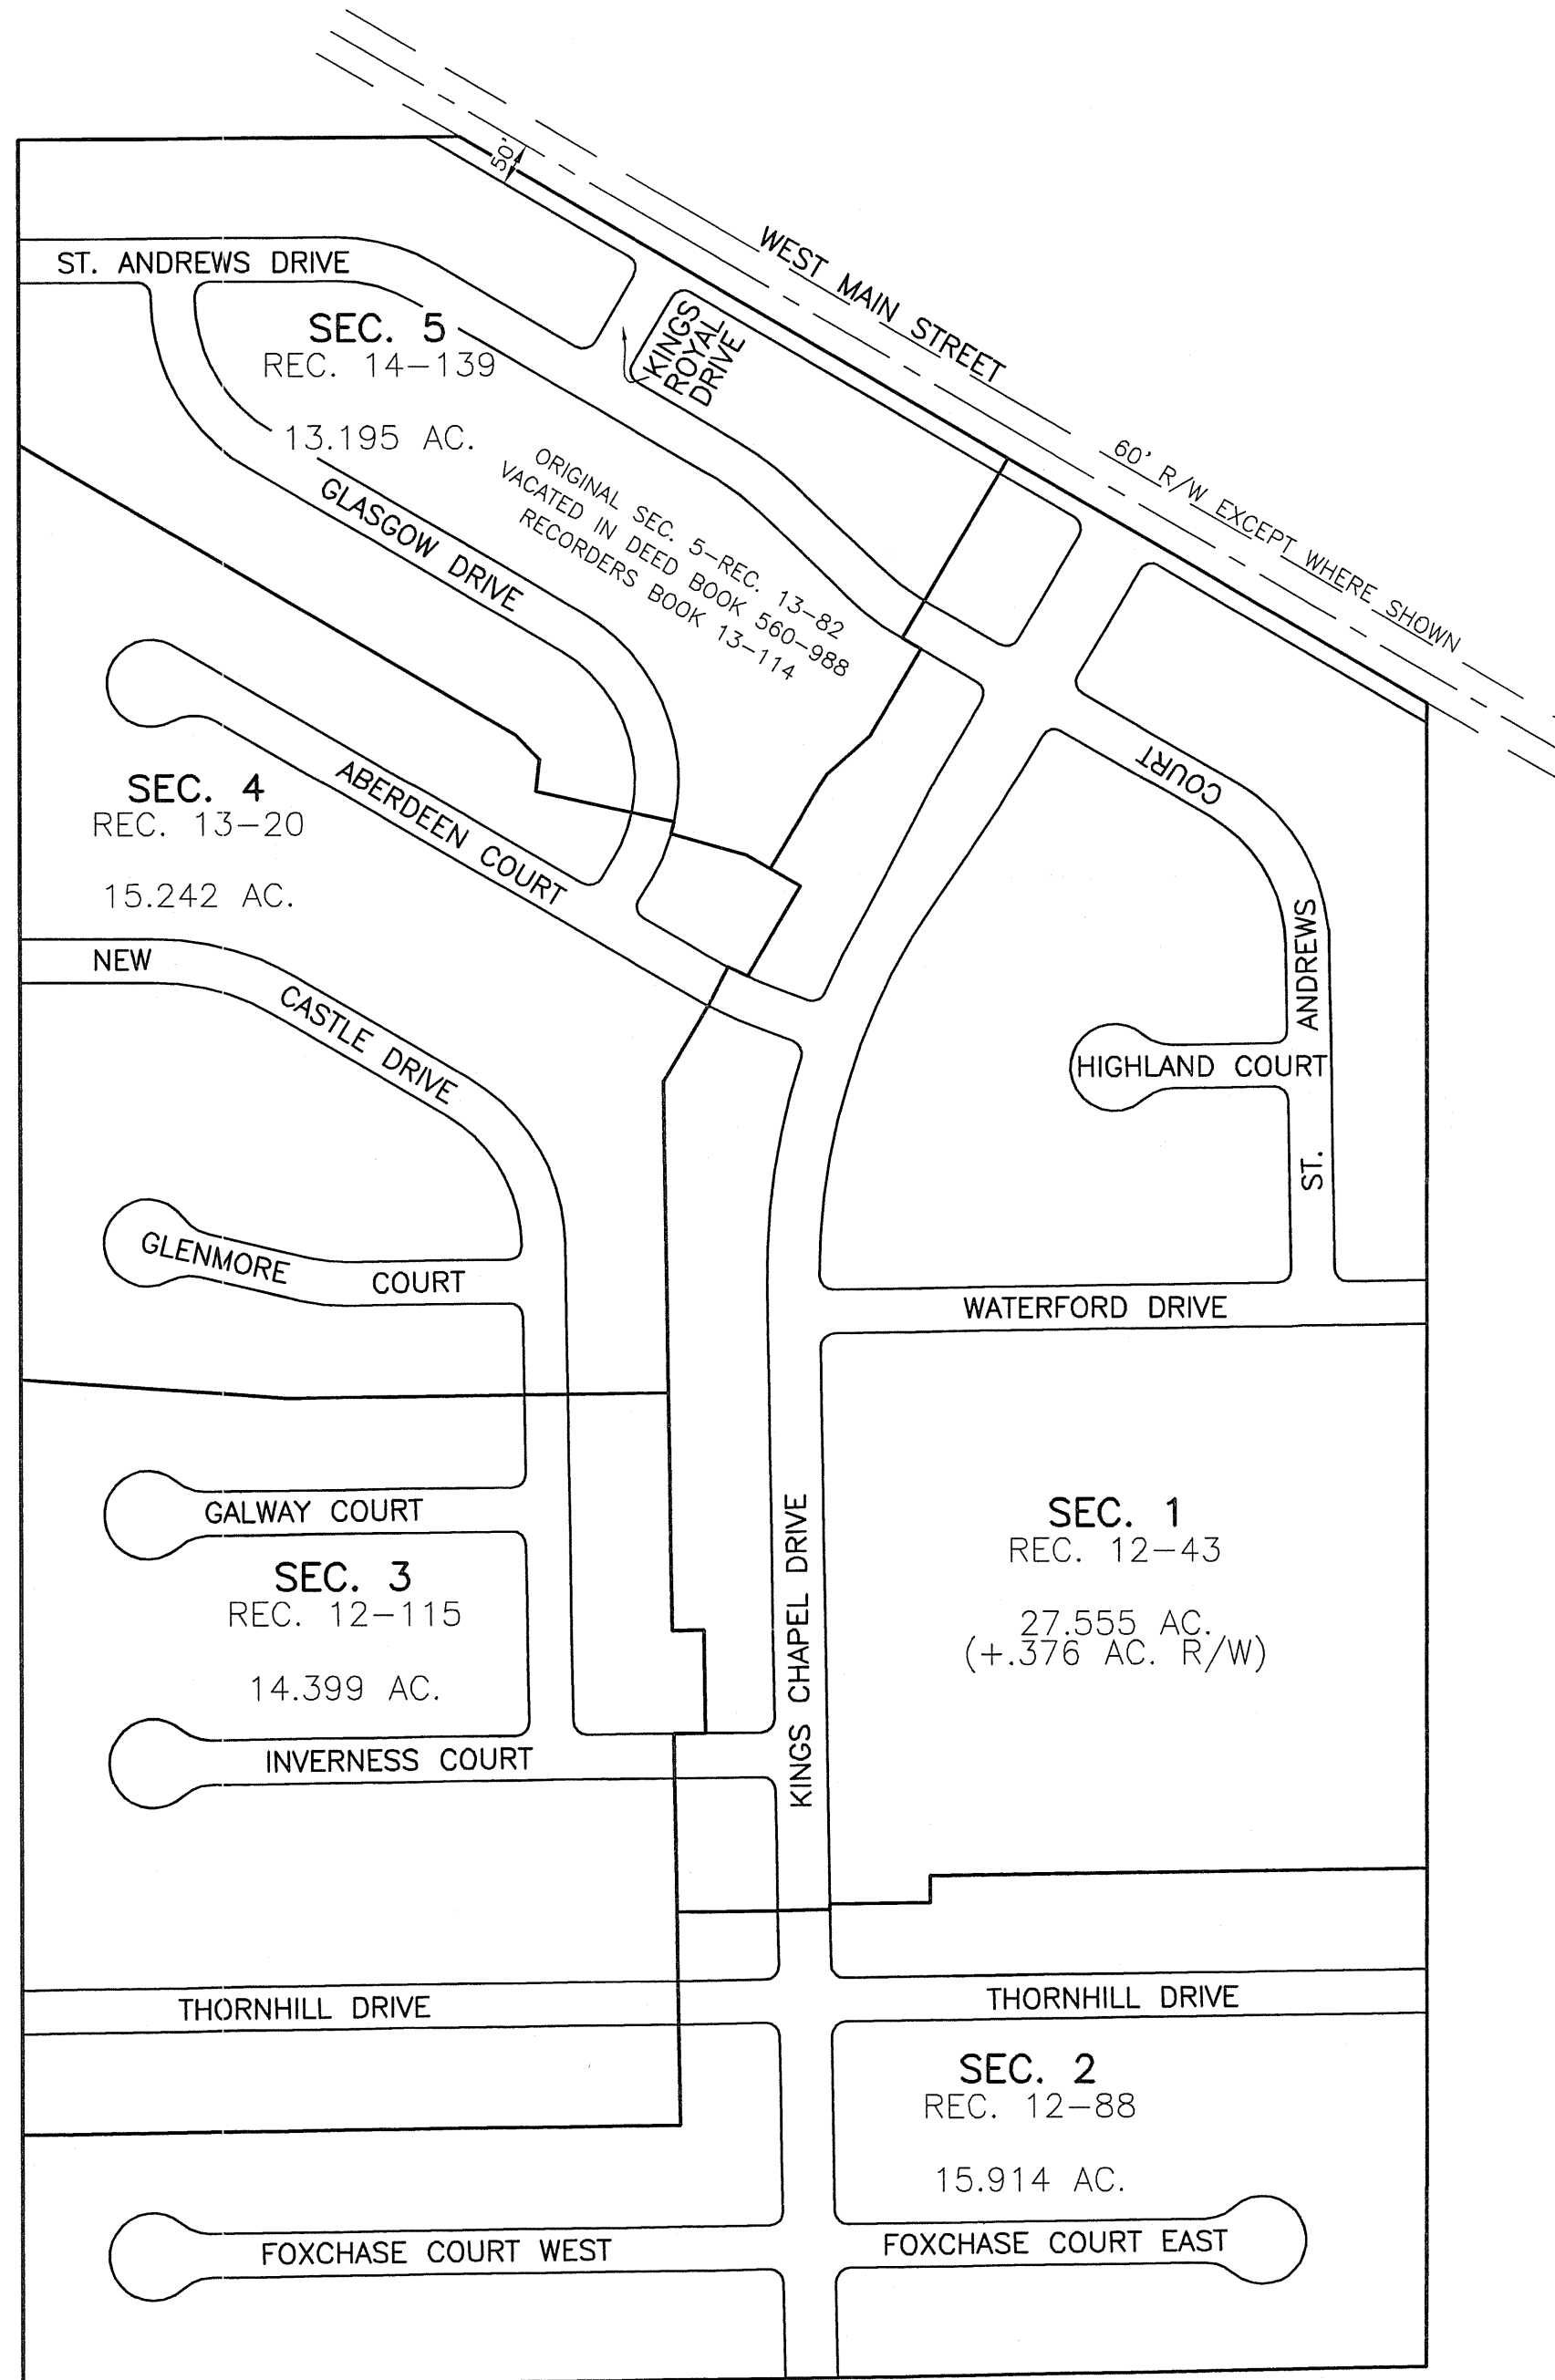 50'
WEST MAIN STREET
60' R/W EXCEPT WHERE SHOWN
ST. ANDREWS DRIVE
SEC. 5
REC. 14-139
13.195 AC.
KINGS
ROYAL
DRIVE
ORIGINAL SEC. 5-REC. 13-82
VACATED IN DEED BOOK 560-988
RECORDERS BOOK 13-114
GLASGOW DRIVE
SEC. 4
REC. 13-20
15.242 AC.
ABERDEEN COURT
ST. ANDREWS COURT
HIGHLAND COURT
NEW CASTLE DRIVE
GLENMORE COURT
WATERFORD DRIVE
GALWAY COURT
SEC. 3
REC. 12-115
14.399 AC.
INVERNESS COURT
KINGS CHAPEL DRIVE
SEC. 1
REC. 12-43
27.555 AC.
(+.376 AC. R/W)
THORNHILL DRIVE
THORNHILL DRIVE
SEC. 2
REC. 12-88
15.914 AC.
FOXCHASE COURT WEST
FOXCHASE COURT EAST